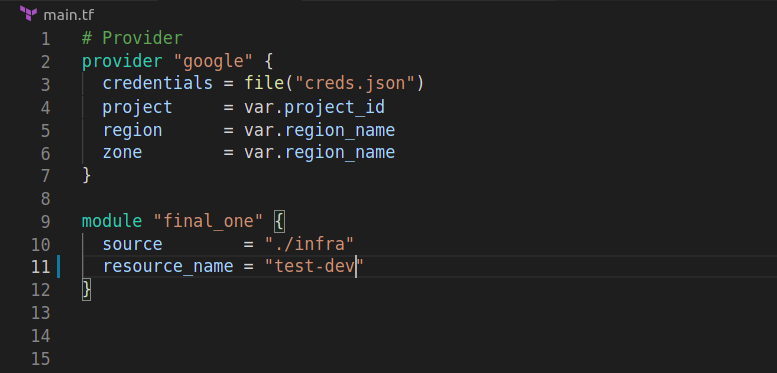 main.tf
1 # Provider
2 provider "google" {
3   credentials = file("creds.json")
4   project     = var.project_id
5   region      = var.region_name
6   zone        = var.region_name
7 }
8
9 module "final_one" {
10   source        = "./infra"
11   resource_name = "test-dev"
12 }
13
14
15